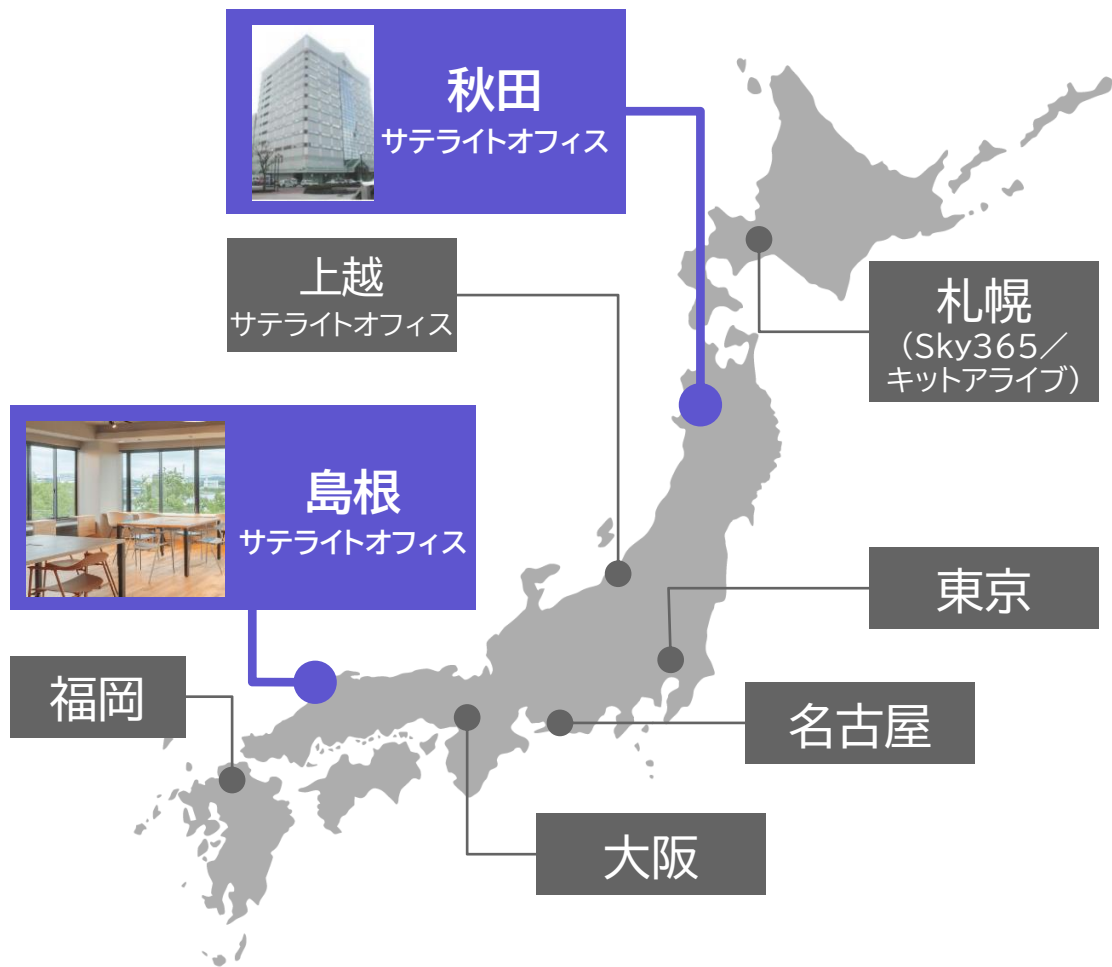 秋田
サテライトオフィス
上越
サテライトオフィス
札幌
（Sky365／
キットアライブ）
島根
サテライトオフィス
東京
福岡
名古屋
大阪